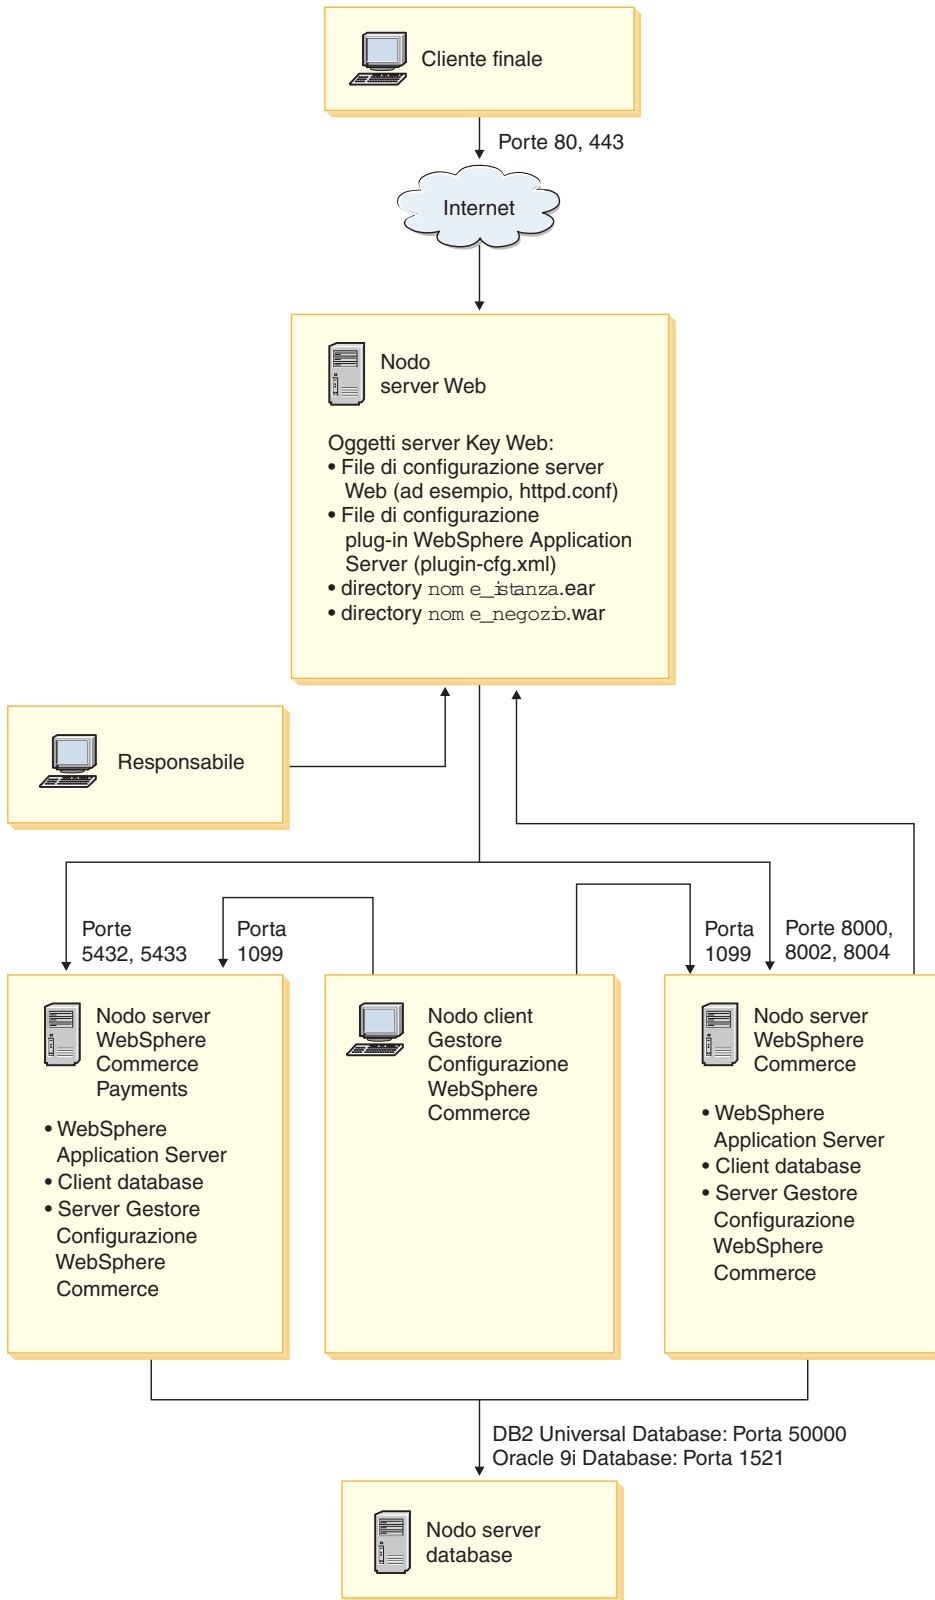 Cliente finale
Porte 80, 443
Internet
Nodo
server Web
Oggetti server Key Web:
• File di configurazione server
Web (ad esempio, httpd.conf)
• File di configurazione
plug-in WebSphere Application
Server (plugin-cfg.xml)
• directory nome_istanza.ear
• directory nome_negozio.war
Responsabile
Porte
5432, 5433
Porta
1099
Porta
1099
Porte 8000,
8002, 8004
Nodo server
WebSphere
Commerce
Payments
• WebSphere
Application Server
• Client database
• Server Gestore
Configurazione
WebSphere
Commerce
Nodo client
Gestore
Configurazione
WebSphere
Commerce
Nodo server
WebSphere
Commerce
• WebSphere
Application Server
• Client database
• Server Gestore
Configurazione
WebSphere
Commerce
DB2 Universal Database: Porta 50000
Oracle 9i Database: Porta 1521
Nodo server
database